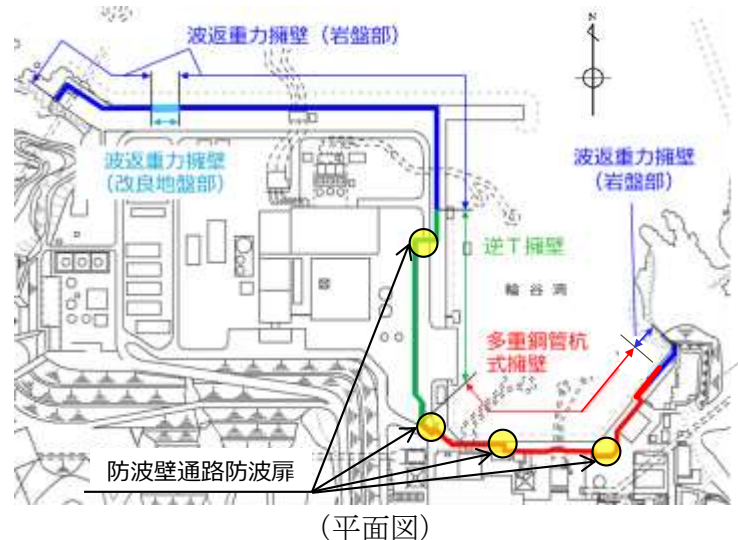 波返重力擁壁（岩盤部）
N
波返重力擁壁
（改良地盤部）
波返重力擁壁
（岩盤部）
逆Ｔ擁壁
輪谷湾
多重鋼管杭
式擁壁
防波壁通路防波扉
（平面図）